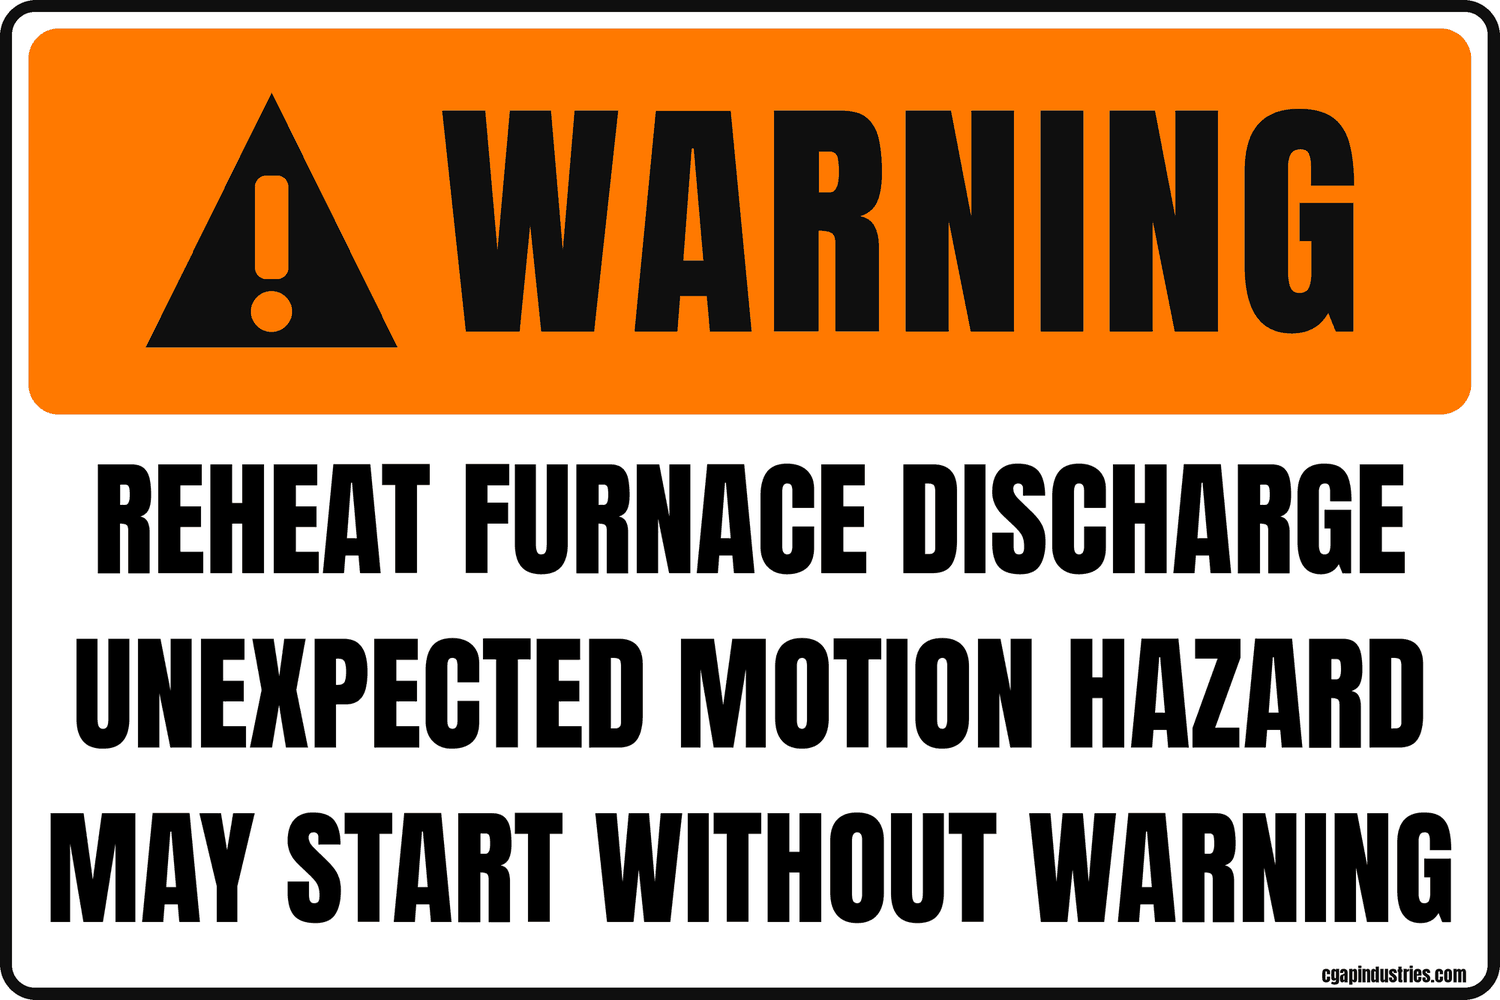 WARNING
REHEAT FURNACE DISCHARGE
UNEXPECTED MOTION HAZARD
MAY START WITHOUT WARNING
cgapindustries.com